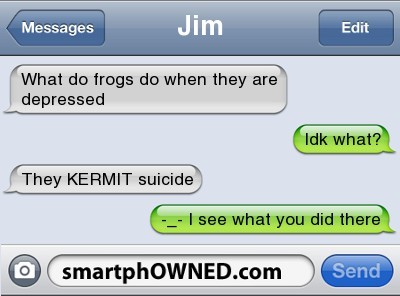 Messages
Jim
Edit
What do frogs do when they are
depressed
Idk what?
They KERMIT suicide
-_- I see what you did there
smartphOWNED.com
Send